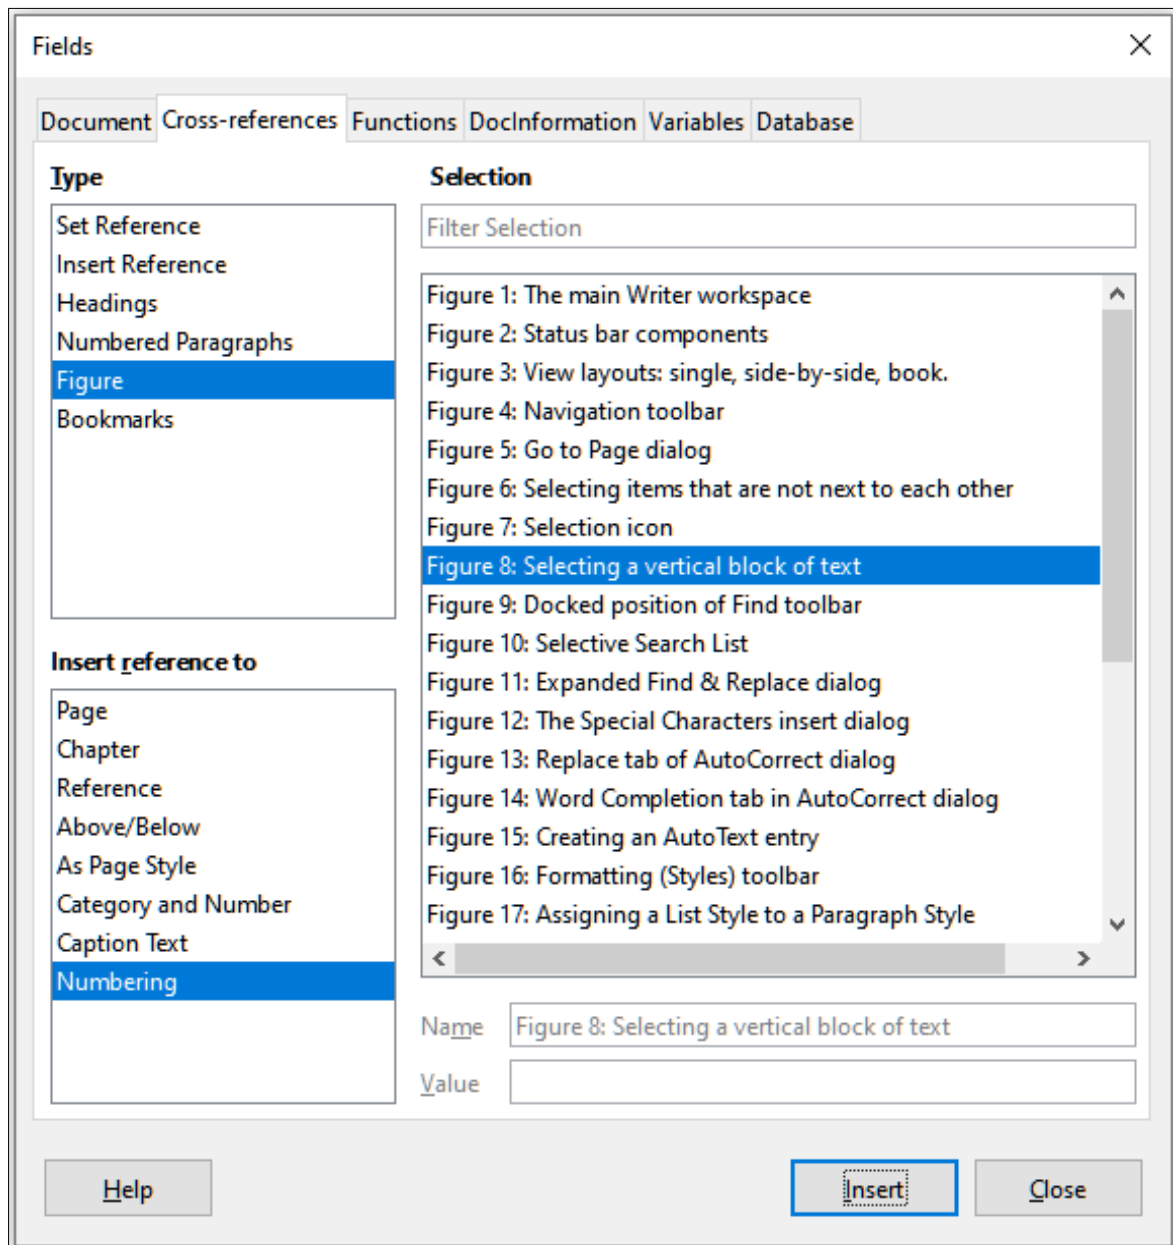 Fields
Document Cross-references Functions DocInformation Variables Database
Type
Set Reference
Insert Reference
Headings
Numbered Paragraphs
Figure
Bookmarks
Insert reference to
Page
Chapter
Reference
Above/Below
As Page Style
Category and Number
Caption Text
Numbering
Selection
Filter Selection
Figure 1: The main Writer workspace
Figure 2: Status bar components
Figure 3: View layouts: single, side-by-side, book.
Figure 4: Navigation toolbar
Figure 5: Go to Page dialog
Figure 6: Selecting items that are not next to each other
Figure 7: Selection icon
Figure 8: Selecting a vertical block of text
Figure 9: Docked position of Find toolbar
Figure 10: Selective Search List
Figure 11: Expanded Find & Replace dialog
Figure 12: The Special Characters insert dialog
Figure 13: Replace tab of AutoCorrect dialog
Figure 14: Word Completion tab in AutoCorrect dialog
Figure 15: Creating an AutoText entry
Figure 16: Formatting (Styles) toolbar
Figure 17: Assigning a List Style to a Paragraph Style
Name Figure 8: Selecting a vertical block of text
Value
Help Insert Close